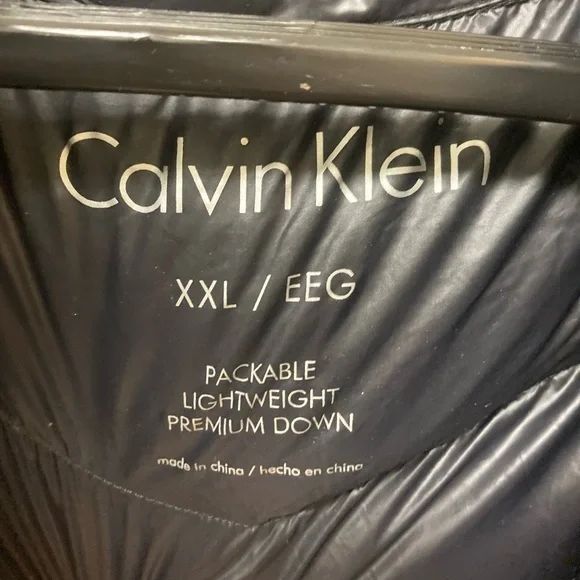 Calvin Klein
XXL / EEG
PACKABLE
LIGHTWEIGHT
PREMIUM DOWN
made in china / hecho en china